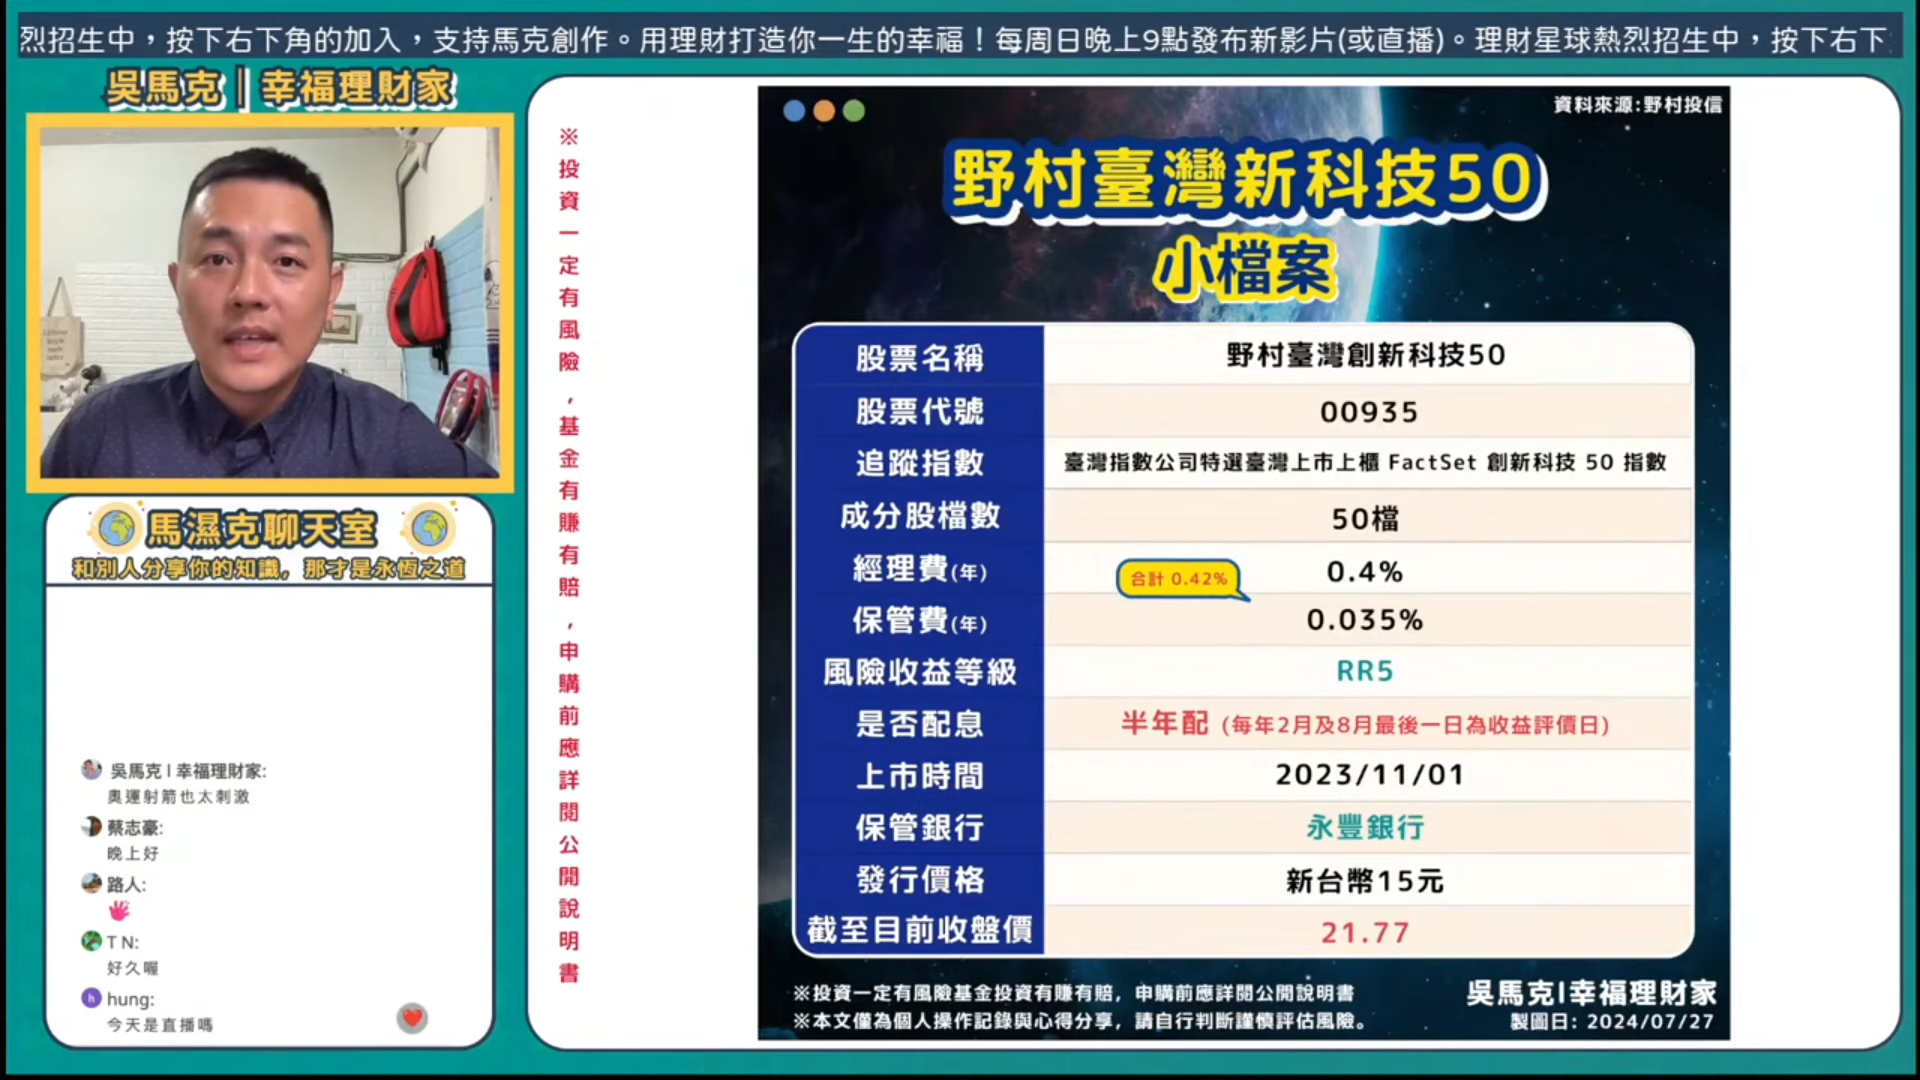 烈招生中，按下右下角的加入，支持馬克創作。用理財打造你一生的幸福！每周日晚上9點發布新影片(或直播)。理財星球熱烈招生中，按下右下
吳馬克｜幸福理財家
馬濕克聊天室
和別人分享你的知識，那才是永恆之道
吳馬克 l 幸福理財家:
奧運射箭也太刺激
蔡志豪:
晚上好
路人:
T N:
好久喔
h hung:
今天是直播嗎
※投資一定有風險，基金有賺有賠，申購前應詳閱公開說明書
資料來源:野村投信
野村臺灣新科技50
小檔案
股票名稱 野村臺灣創新科技50
股票代號 00935
追蹤指數 臺灣指數公司特選臺灣上市上櫃 FactSet 創新科技 50 指數
成分股檔數 50檔
經理費(年) 合計 0.42% 0.4%
保管費(年) 0.035%
風險收益等級 RR5
是否配息 半年配 (每年2月及8月最後一日為收益評價日)
上市時間 2023/11/01
保管銀行 永豐銀行
發行價格 新台幣15元
截至目前收盤價 21.77
※投資一定有風險基金投資有賺有賠，申購前應詳閱公開說明書
※本文僅為個人操作記錄與心得分享，請自行判斷謹慎評估風險。
吳馬克l幸福理財家
製圖日: 2024/07/27